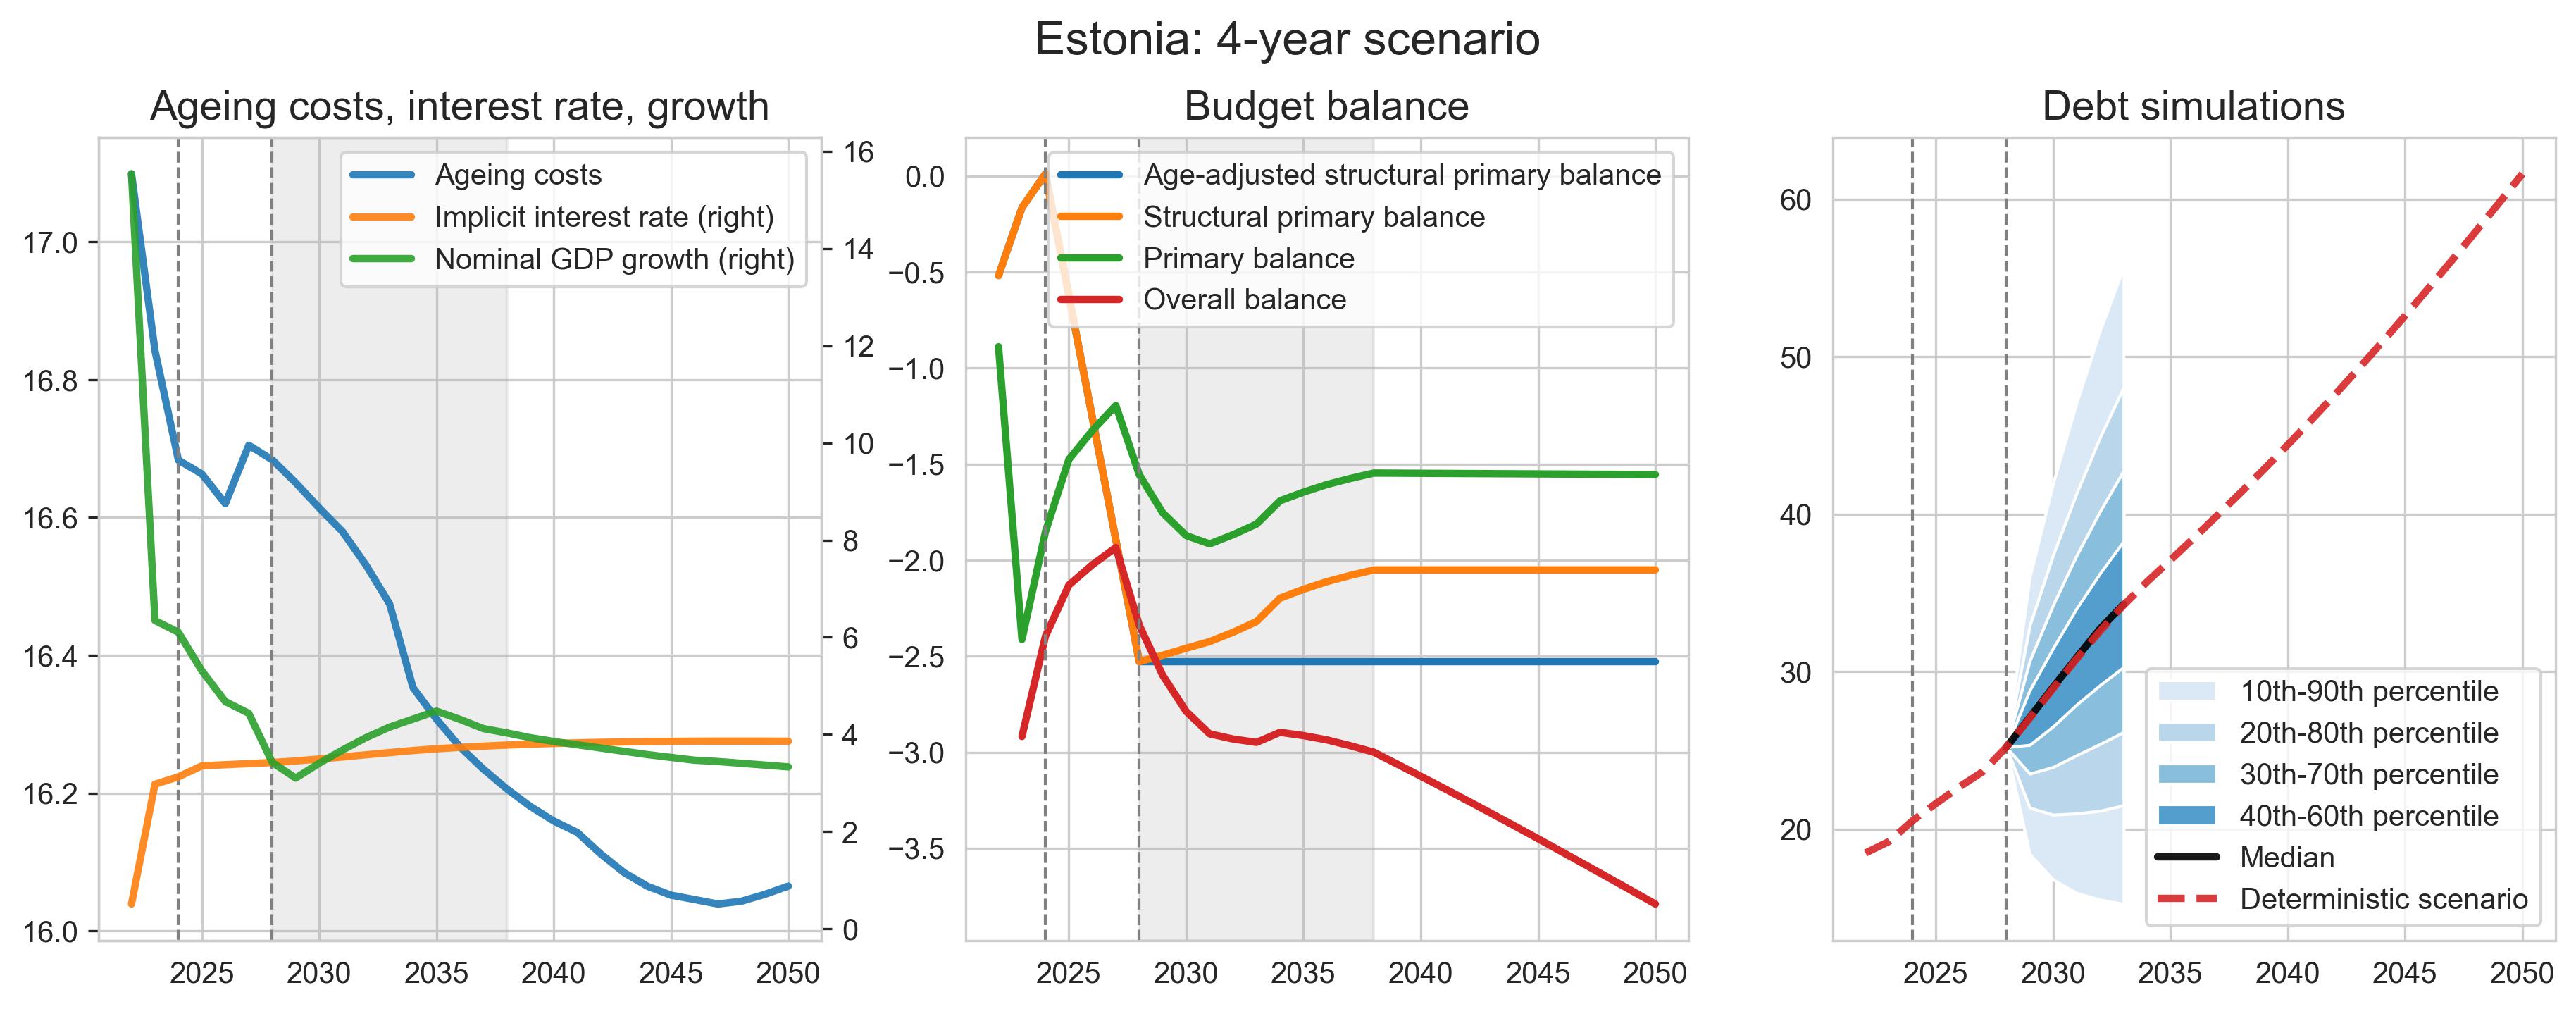 Estonia: 4-year scenario
Ageing costs, interest rate, growth
Ageing costs
Implicit interest rate (right)
Nominal GDP growth (right)
17.0
16.8
16.6
16.4
16.2
16.0
16
14
12
10
8
6
4
2
0
2025 2030 2035 2040 2045 2050
Budget balance
Age-adjusted structural primary balance
Structural primary balance
Primary balance
Overall balance
0.0
−0.5
−1.0
−1.5
−2.0
−2.5
−3.0
−3.5
2025 2030 2035 2040 2045 2050
Debt simulations
60
50
40
30
20
10th-90th percentile
20th-80th percentile
30th-70th percentile
40th-60th percentile
Median
Deterministic scenario
2025 2030 2035 2040 2045 2050